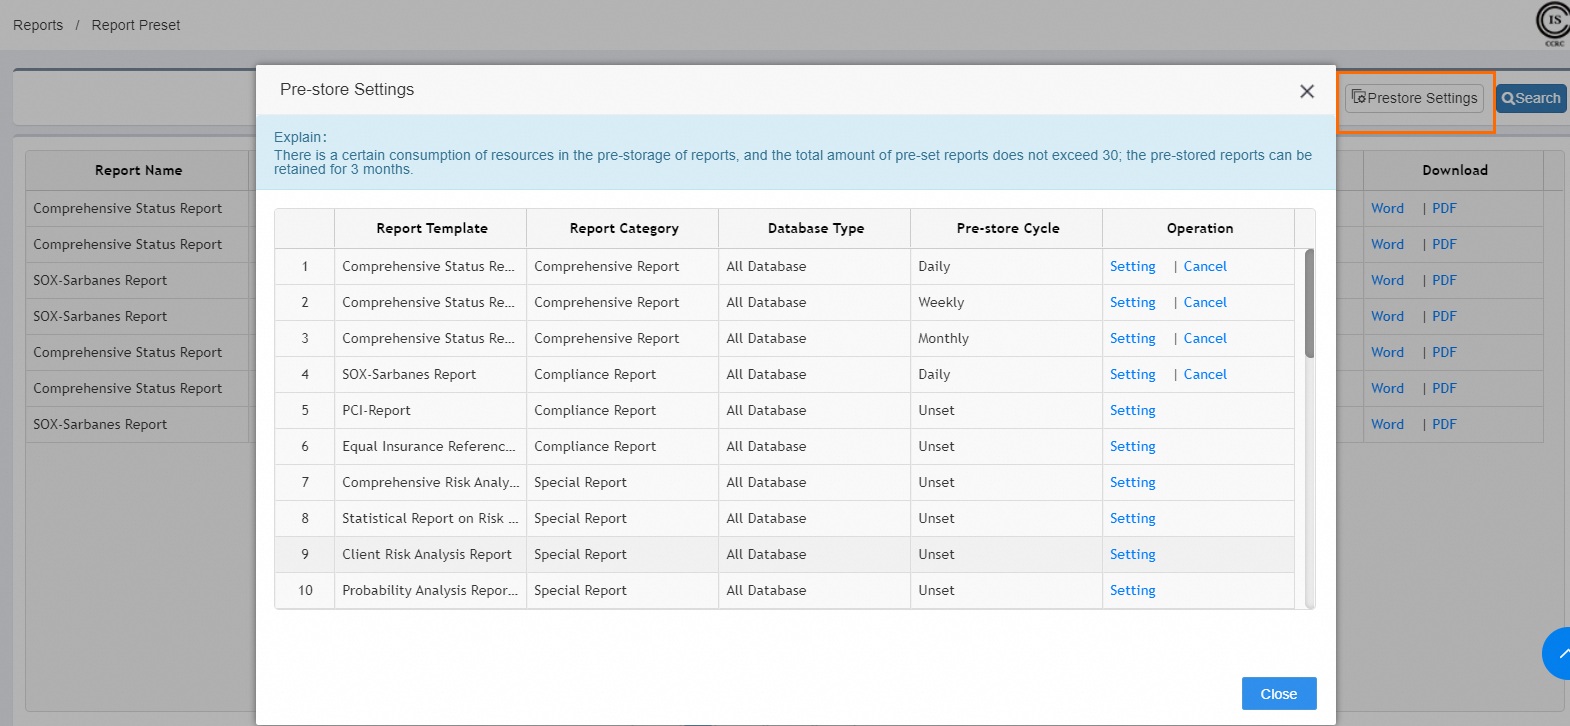 Reports / Report Preset
IS
CCRC
Pre-store Settings
Prestore Settings
Search
Explain:
There is a certain consumption of resources in the pre-storage of reports, and the total amount of pre-set reports does not exceed 30; the pre-stored reports can be
retained for 3 months.
Report Name
Download
Comprehensive Status Report
Word | PDF
Comprehensive Status Report
Word | PDF
SOX-Sarbanes Report
Word | PDF
SOX-Sarbanes Report
Word | PDF
Comprehensive Status Report
Word | PDF
Comprehensive Status Report
Word | PDF
SOX-Sarbanes Report
Word | PDF
Report Template Report Category Database Type Pre-store Cycle Operation
1 Comprehensive Status Re... Comprehensive Report All Database Daily Setting | Cancel
2 Comprehensive Status Re... Comprehensive Report All Database Weekly Setting | Cancel
3 Comprehensive Status Re... Comprehensive Report All Database Monthly Setting | Cancel
4 SOX-Sarbanes Report Compliance Report All Database Daily Setting | Cancel
5 PCI-Report Compliance Report All Database Unset Setting
6 Equal Insurance Referenc... Compliance Report All Database Unset Setting
7 Comprehensive Risk Analy... Special Report All Database Unset Setting
8 Statistical Report on Risk ... Special Report All Database Unset Setting
9 Client Risk Analysis Report Special Report All Database Unset Setting
10 Probability Analysis Repor... Special Report All Database Unset Setting
Close